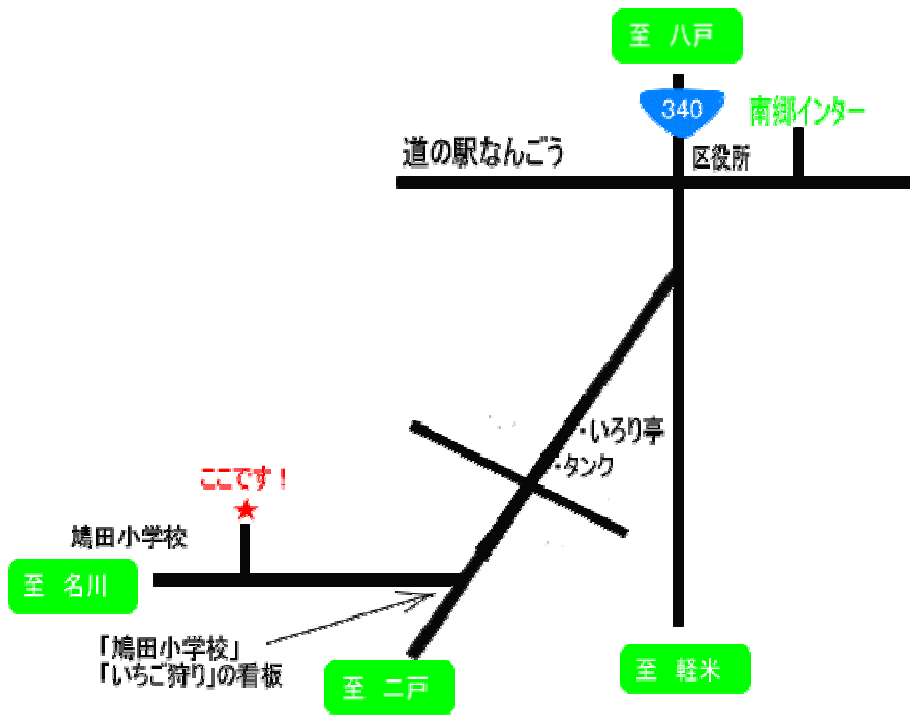 至 八戸
340
南郷インター
道の駅なんごう
区役所
・いろり亭
・タンク
ここです！
鳩田小学校
至 名川
「鳩田小学校」
「いちご狩り」の看板
至 二戸
至 軽米